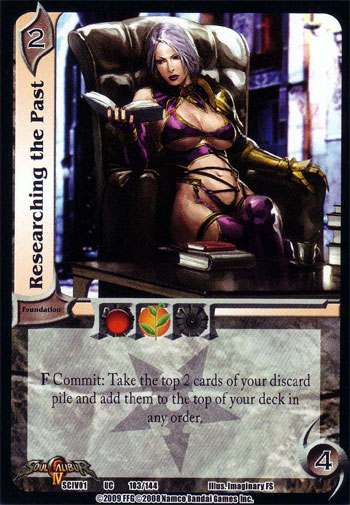 2
Researching the Past
Foundation
F Commit: Take the top 2 cards of your discard
pile and add them to the top of your deck in
any order.
4
SOULCALIBUR
IV
SCIV01 UC 103/144 Illus. Imaginary FS
©2009 FFG ©2008 Namco Bandai Games Inc.